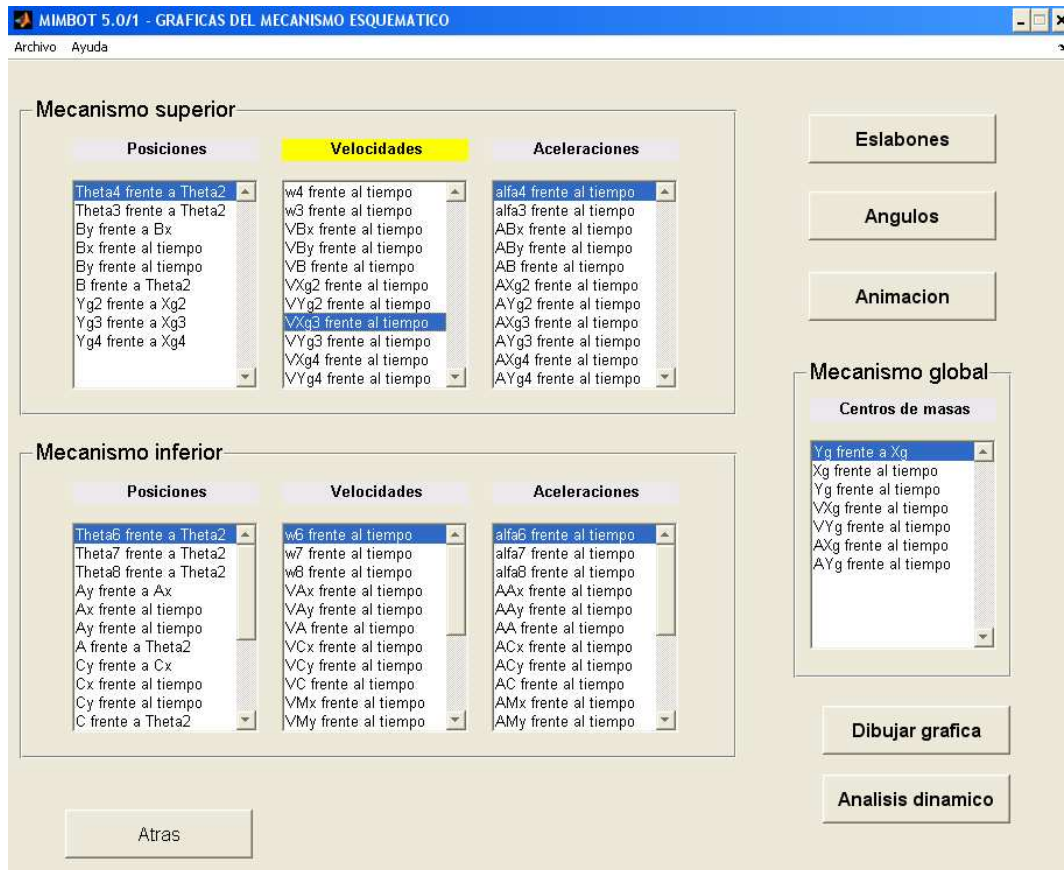 MIMBOT 5.0/1 - GRAFICAS DEL MECANISMO ESQUEMATICO
Archivo Ayuda
Mecanismo superior
Posiciones
Theta4 frente a Theta2
Theta3 frente a Theta2
By frente a Bx
Bx frente al tiempo
By frente al tiempo
B frente a Theta2
Yg2 frente a Xg2
Yg3 frente a Xg3
Yg4 frente a Xg4
Velocidades
w4 frente al tiempo
w3 frente al tiempo
VBx frente al tiempo
VBy frente al tiempo
VB frente al tiempo
VXg2 frente al tiempo
VYg2 frente al tiempo
VXg3 frente al tiempo
VYg3 frente al tiempo
VXg4 frente al tiempo
VYg4 frente al tiempo
Aceleraciones
alfa4 frente al tiempo
alfa3 frente al tiempo
ABx frente al tiempo
ABy frente al tiempo
AB frente al tiempo
AXg2 frente al tiempo
AYg2 frente al tiempo
AXg3 frente al tiempo
AYg3 frente al tiempo
AXg4 frente al tiempo
AYg4 frente al tiempo
Mecanismo inferior
Posiciones
Theta6 frente a Theta2
Theta7 frente a Theta2
Theta8 frente a Theta2
Ay frente a Ax
Ax frente al tiempo
Ay frente al tiempo
A frente a Theta2
Cy frente a Cx
Cx frente al tiempo
Cy frente al tiempo
C frente a Theta2
Velocidades
w6 frente al tiempo
w7 frente al tiempo
w8 frente al tiempo
VAx frente al tiempo
VAy frente al tiempo
VA frente al tiempo
VCx frente al tiempo
VCy frente al tiempo
VC frente al tiempo
VMx frente al tiempo
VMy frente al tiempo
Aceleraciones
alfa6 frente al tiempo
alfa7 frente al tiempo
alfa8 frente al tiempo
AAx frente al tiempo
AAy frente al tiempo
AA frente al tiempo
ACx frente al tiempo
ACy frente al tiempo
AC frente al tiempo
AMx frente al tiempo
AMy frente al tiempo
Eslabones
Angulos
Animacion
Mecanismo global
Centros de masas
Yg frente a Xg
Xg frente al tiempo
Yg frente al tiempo
VXg frente al tiempo
VYg frente al tiempo
AXg frente al tiempo
AYg frente al tiempo
Dibujar grafica
Analisis dinamico
Atras